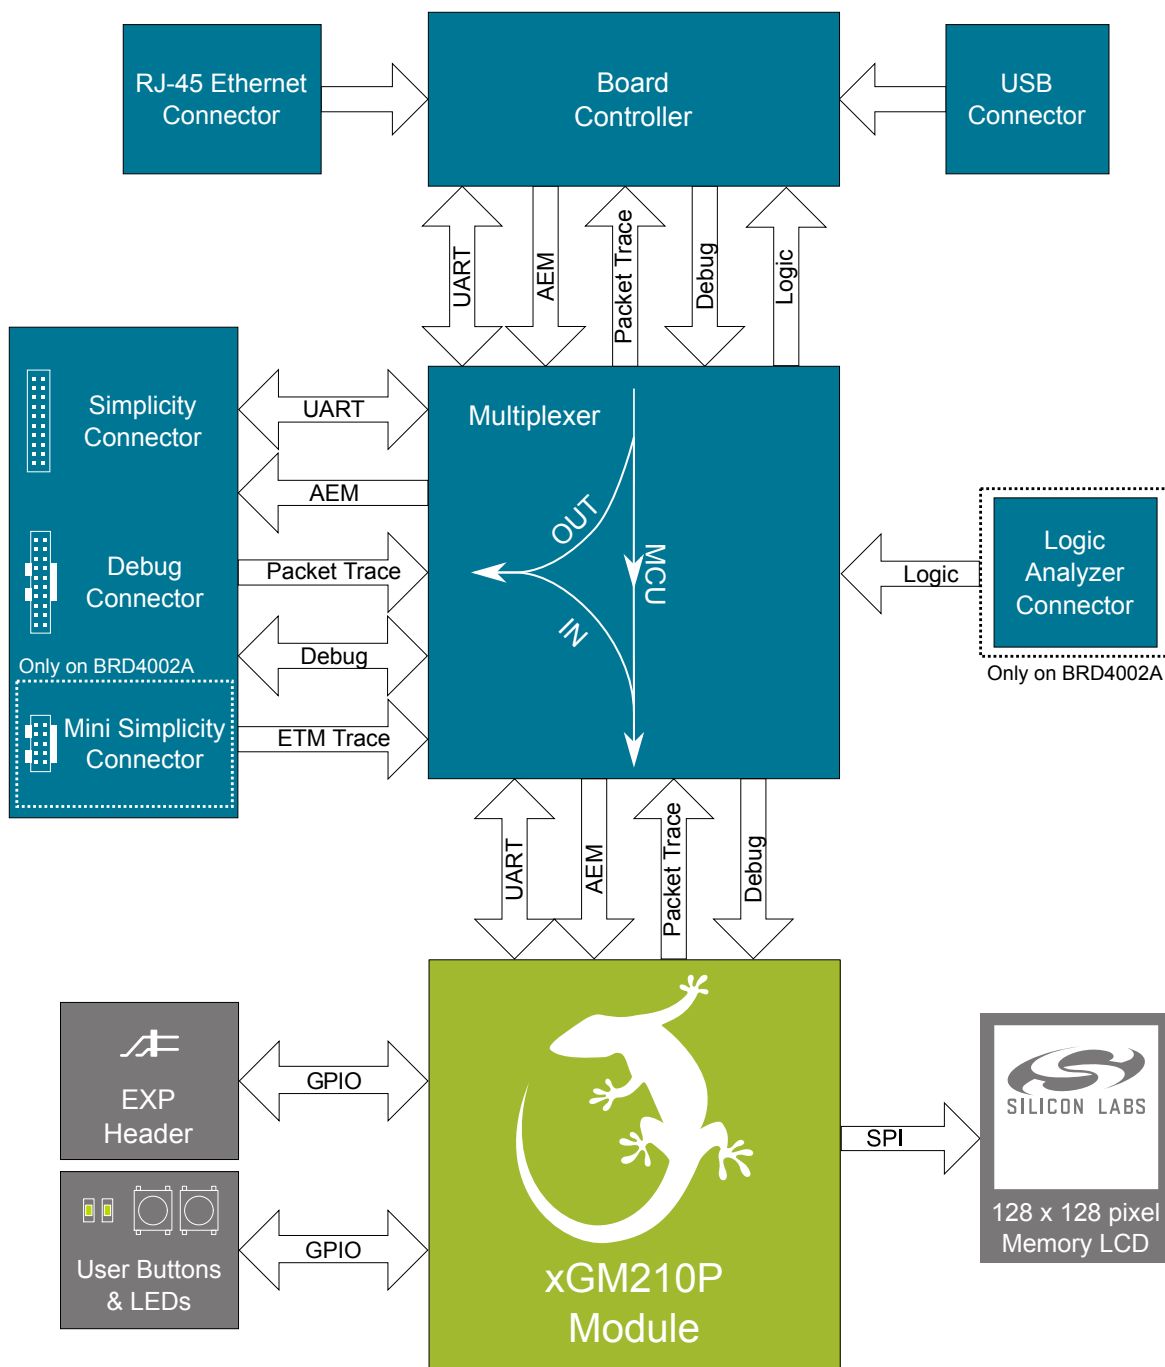 RJ-45 Ethernet
Connector
Board
Controller
USB
Connector
UART
AEM
Packet Trace
Debug
Logic
Simplicity
Connector
Debug
Connector
Only on BRD4002A
Mini Simplicity
Connector
UART
AEM
Packet Trace
Debug
ETM Trace
Multiplexer
OUT
MCU
IN
Logic
Logic
Analyzer
Connector
Only on BRD4002A
UART
AEM
Packet Trace
Debug
EXP
Header
GPIO
User Buttons
& LEDs
GPIO
xGM210P
Module
SPI
SILICON LABS
128 x 128 pixel
Memory LCD